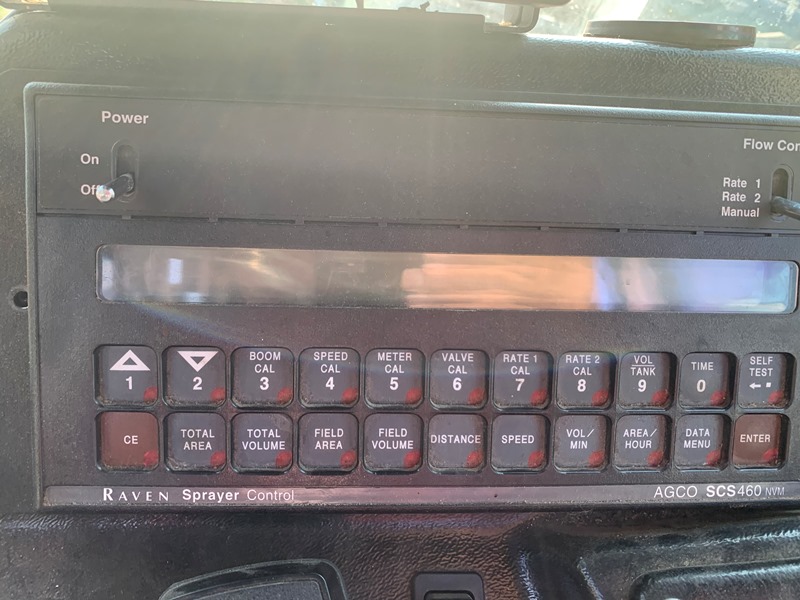 Power
Flow Con
On
Off
Rate 1
Rate 2
Manual
1
2
BOOM CAL 3
SPEED CAL 4
METER CAL 5
VALVE CAL 6
RATE 1 CAL 7
RATE 2 CAL 8
VOL TANK 9
TIME 0
SELF TEST
CE
TOTAL AREA
TOTAL VOLUME
FIELD AREA
FIELD VOLUME
DISTANCE
SPEED
VOL/ MIN
AREA/ HOUR
DATA MENU
ENTER
RAVEN Sprayer Control
AGCO SCS460 NVM